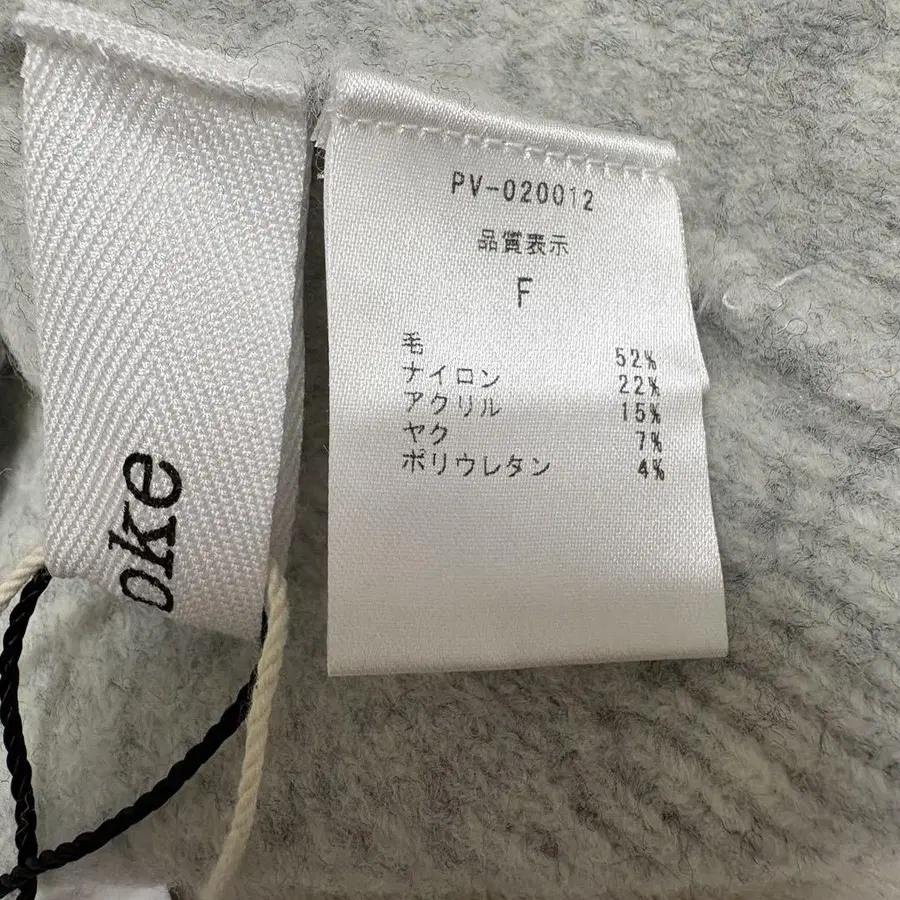 PV-020012
品質表示
F
毛 52%
ナイロン 22%
アクリル 15%
ヤク 7%
ポリウレタン 4%
oke